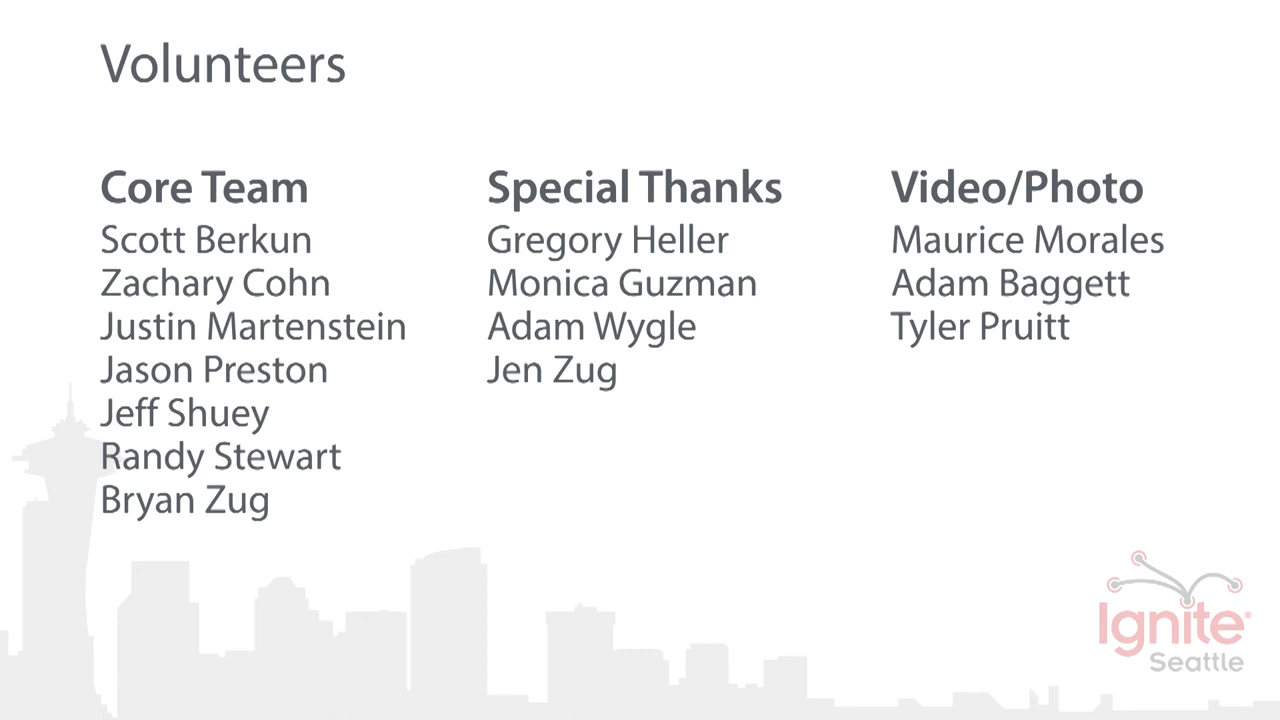 Volunteers
Core Team
Scott Berkun
Zachary Cohn
Justin Martenstein
Jason Preston
Jeff Shuey
Randy Stewart
Bryan Zug
Special Thanks
Gregory Heller
Monica Guzman
Adam Wygle
Jen Zug
Video/Photo
Maurice Morales
Adam Baggett
Tyler Pruitt
Ignite®
Seattle